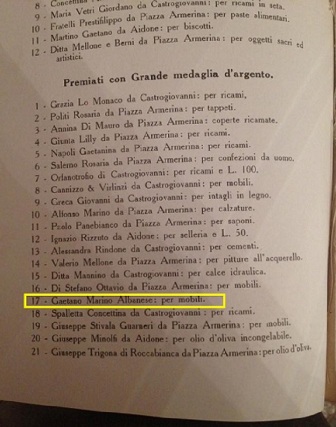 8 - Concettina da Castrogiovanni: per ricami in seta.
9 - Maria Vetri Giordano da Castrogiovanni: per ricami in seta.
10 - Fratelli Prestifilippo da Piazza Armerina: per paste alimentari.
11 - Martino Gaetano da Aidone: per biscotti.
12 - Ditta Mellone e Berni da Piazza Armerina: per oggetti sacri ed
artistici.
Premiati con Grande medaglia d'argento.
1 - Grazia Lo Monaco da Castrogiovanni: per ricami.
2 - Politi Rosaria da Piazza Armerina: per tappeti.
3 - Annina Di Mauro da Piazza Armerina: coperte ricamate.
4 - Giunta Lilly da Piazza Armerina: per ricami.
5 - Napoli Gaetanina da Piazza Armerina: per ricami.
6 - Salerno Rosaria da Piazza Armerina: per confezioni da uomo.
7 - Orfanotrofio di Castrogiovanni: per ricami e L. 100.
8 - Cannizzo & Virlinzi da Castrogiovanni: per mobili.
9 - Greca Giovanni da Castrogiovanni: per intagli in legno.
10 - Alfonso Marino da Piazza Armerina: per calzature.
11 - Paolo Panebianco da Piazza Armerina: per saponi.
12 - Ignazio Rizzuto da Aidone: per selleria e L. 50.
13 - Alessandra Rindone da Castrogiovanni: per cementi.
14 - Valeria Mellone da Piazza Armerina: per pitture all'acquerello.
15 - Ditta Mannino da Castrogiovanni: per calce idraulica.
16 - Di Stefano Ottavio da Piazza Armerina: per mobili.
17 - Gaetano Marino Albanese: per mobili.
18 - Spalletta Concettina da Castrogiovanni: per ricami.
19 - Giuseppe Stivala Guarneri da Piazza Armerina: per mobili.
20 - Giuseppe Minolfi da Aidone: per olio d'oliva incongelabile.
21 - Giuseppe Trigona di Roccabianca da Piazza Armerina: per olio d'oliva.